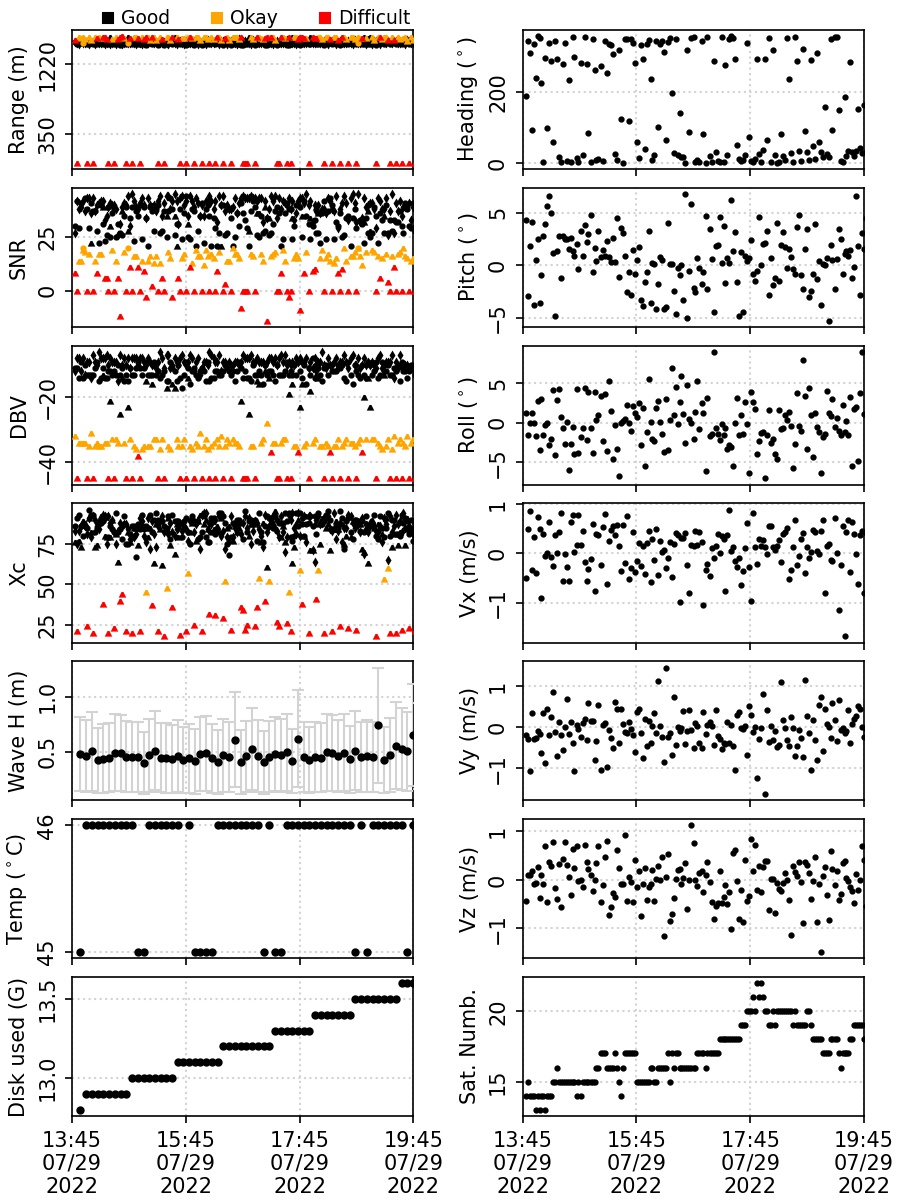 Good Okay Difficult
Range (m)
1220
350
Heading (°)
200
0
SNR
25
0
Pitch (°)
5
0
−5
DBV
−20
−40
Roll (°)
5
0
−5
Xc
75
50
25
Vx (m/s)
1
0
−1
Wave H (m)
1.0
0.5
Vy (m/s)
1
0
−1
Temp (°C)
46
45
Vz (m/s)
1
0
−1
Disk used (G)
13.5
13.0
Sat. Numb.
20
15
13:45 15:45 17:45 19:45 13:45 15:45 17:45 19:45
07/29 07/29 07/29 07/29 07/29 07/29 07/29 07/29
2022 2022 2022 2022 2022 2022 2022 2022